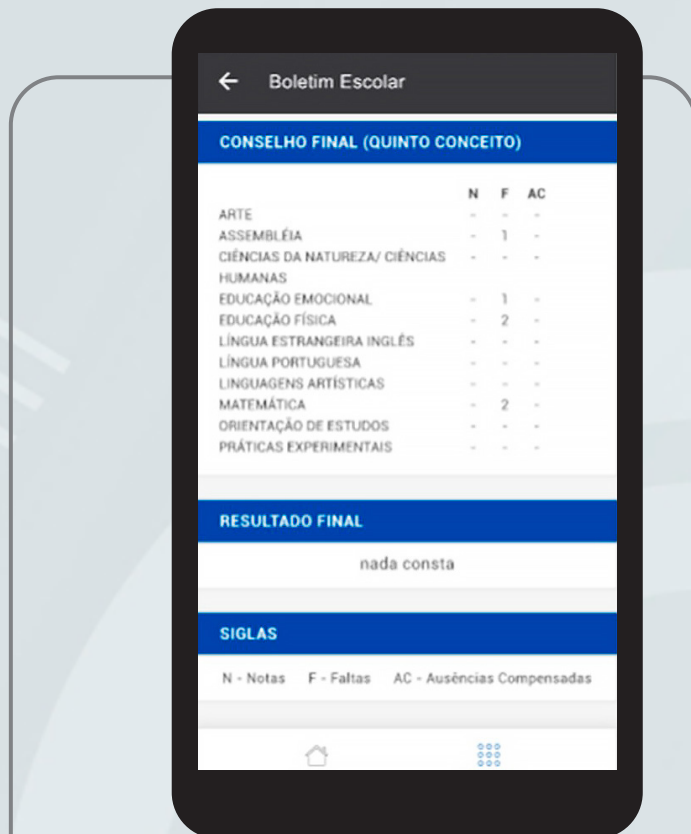 ← Boletim Escolar
CONSELHO FINAL (QUINTO CONCEITO)
N F AC
ARTE - - -
ASSEMBLÉIA - 1 -
CIÊNCIAS DA NATUREZA/ CIÊNCIAS - - -
HUMANAS
EDUCAÇÃO EMOCIONAL - 1 -
EDUCAÇÃO FÍSICA - 2 -
LÍNGUA ESTRANGEIRA INGLÊS - - -
LÍNGUA PORTUGUESA - - -
LINGUAGENS ARTÍSTICAS - - -
MATEMÁTICA - 2 -
ORIENTAÇÃO DE ESTUDOS - - -
PRÁTICAS EXPERIMENTAIS - - -
RESULTADO FINAL
nada consta
SIGLAS
N - Notas F - Faltas AC - Ausências Compensadas